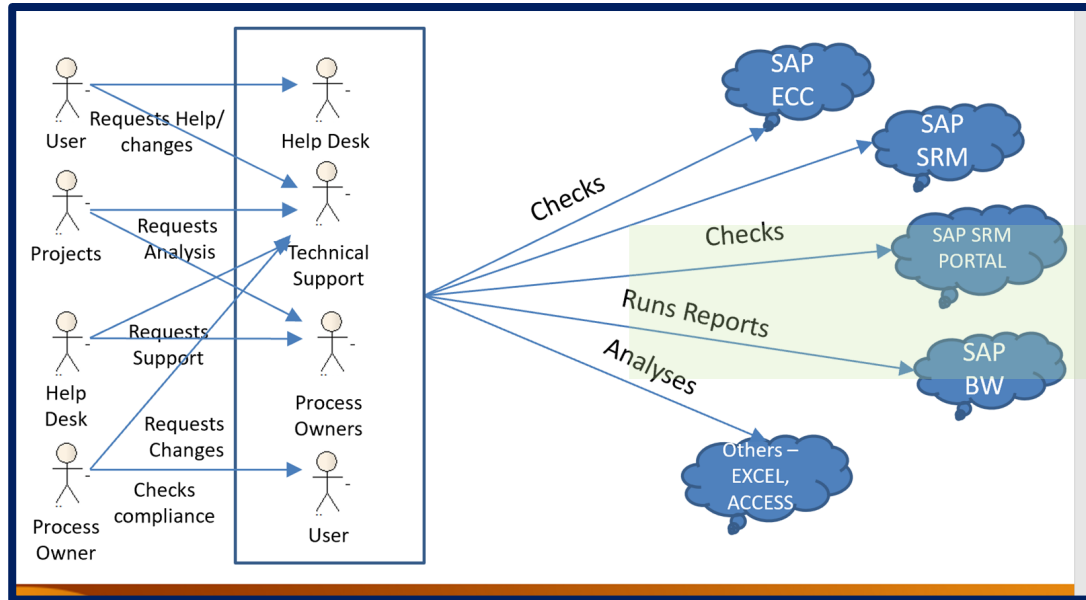 User
Requests Help/
changes
Help Desk
Projects
Requests
Analysis
Technical
Support
Help
Desk
Requests
Support
Process
Owners
Process
Owner
Requests
Changes
Checks
compliance
User
Checks
Checks
Runs Reports
Analyses
SAP
ECC
SAP
SRM
SAP SRM
PORTAL
SAP
BW
Others –
EXCEL,
ACCESS